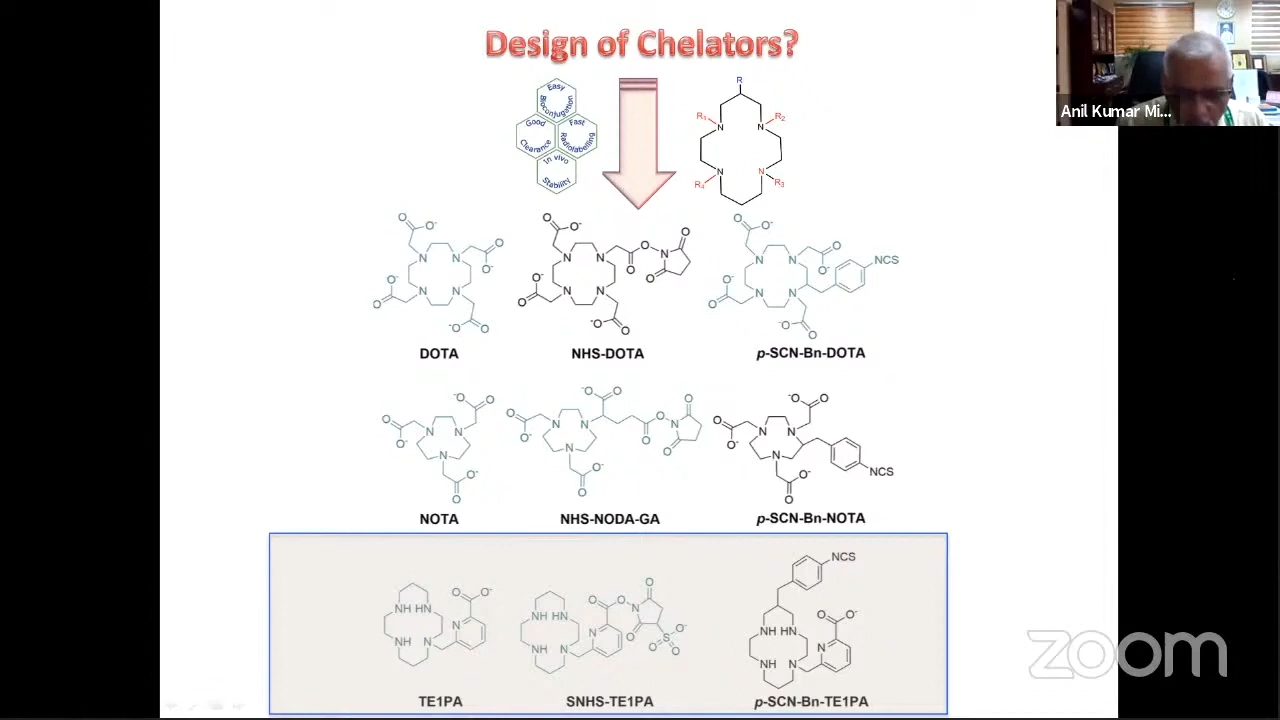 Design of Chelators?
Easy
Bioconjugation
Good
Clearance
Fast
Radiolabelling
In vivo
Stability
R
R₁
R₂
N
N
N
N
R₄
R₃
Anil Kumar Mi...
DOTA
NHS-DOTA
p-SCN-Bn-DOTA
NCS
NOTA
NHS-NODA-GA
p-SCN-Bn-NOTA
NCS
NCS
TE1PA
SNHS-TE1PA
p-SCN-Bn-TE1PA
zoom